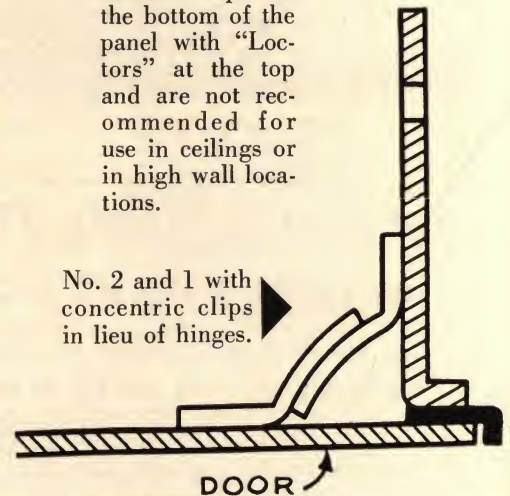 the bottom of the
panel with “Loc-
tors” at the top
and are not rec-
ommended for
use in ceilings or
in high wall loca-
tions.
No. 2 and 1 with
concentric clips
in lieu of hinges.
DOOR